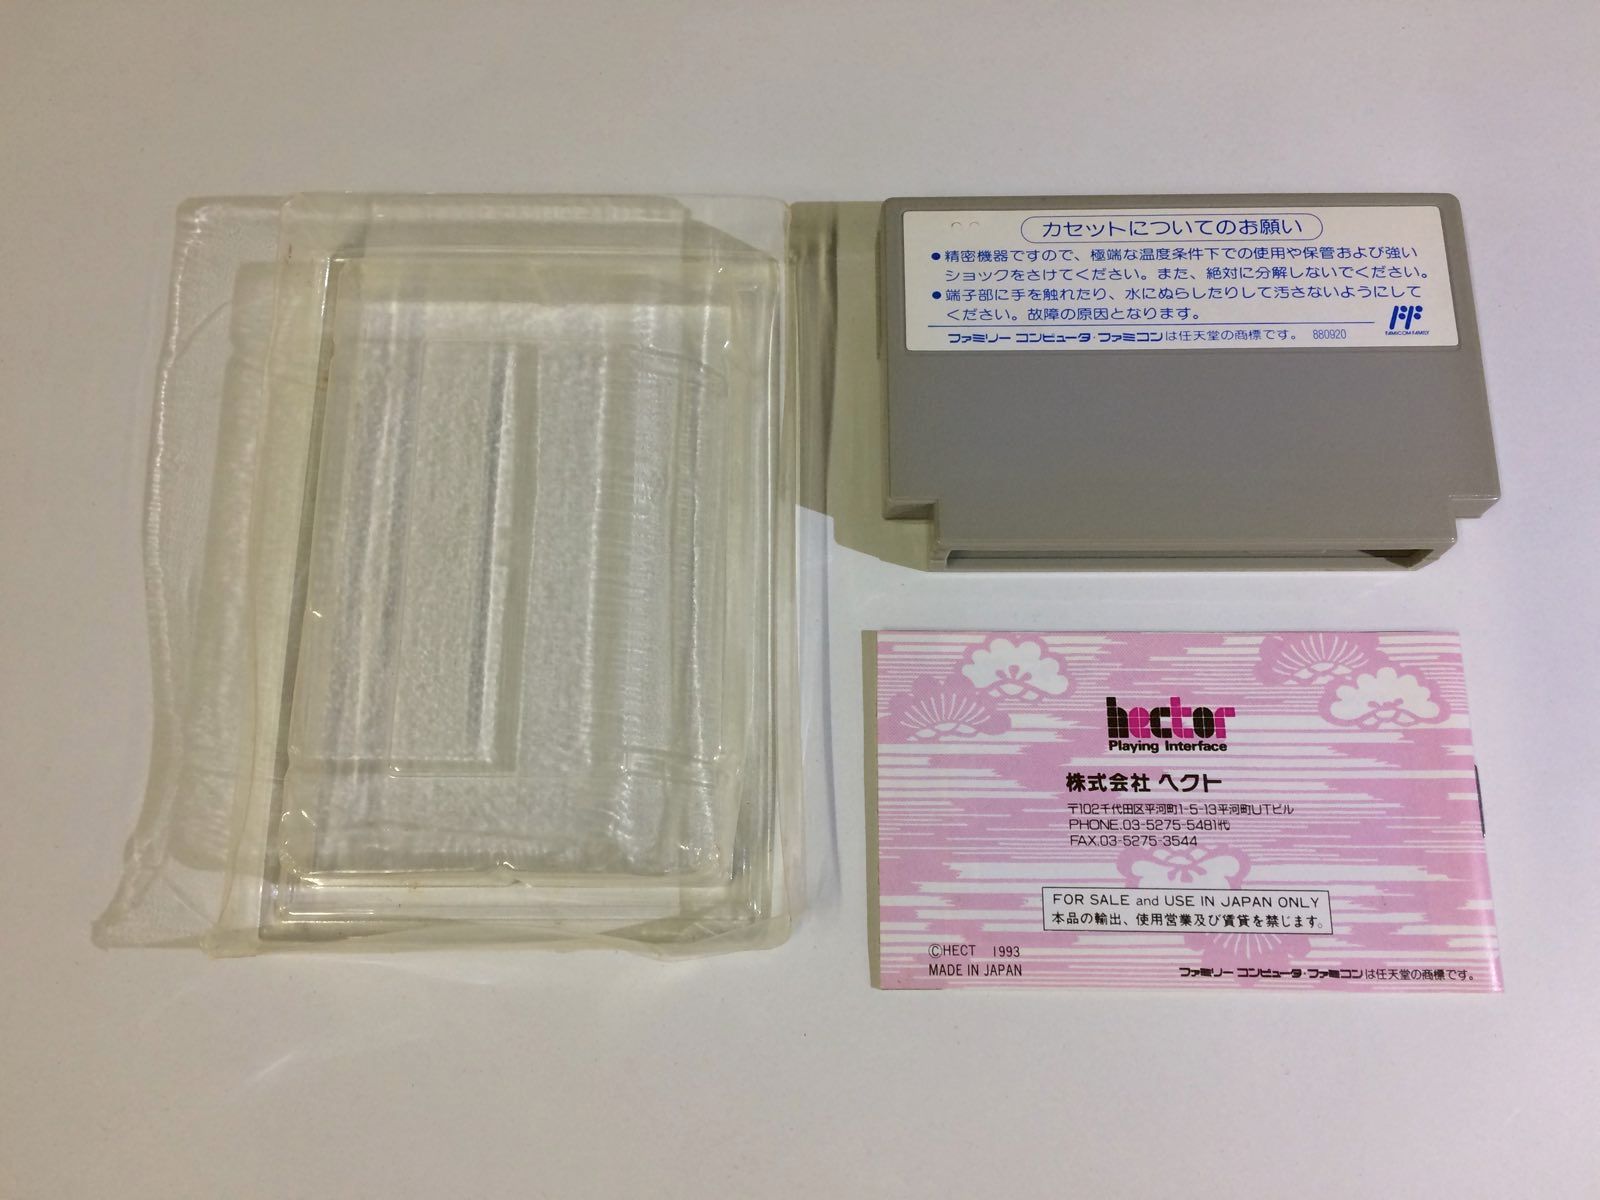 カセットについてのお願い
●精密機器ですので、極端な温度条件下での使用や保管および強い
ショックをさけてください。また、絶対に分解しないでください。
●端子部に手を触れたり、水にぬらしたりして汚さないようにして
ください。故障の原因となります。
ファミリー コンピュータ・ファミコンは任天堂の商標です。 880920
FAMICOM FAMILY
hector
Playing Interface
株式会社 ヘクト
〒102千代田区平河町1-5-13平河町UTビル
PHONE.03-5275-5481代
FAX.03-5275-3544
FOR SALE and USE IN JAPAN ONLY
本品の輸出、使用営業及び賃貸を禁じます。
©HECT 1993
MADE IN JAPAN
ファミリー コンピュータ・ファミコンは任天堂の商標です。